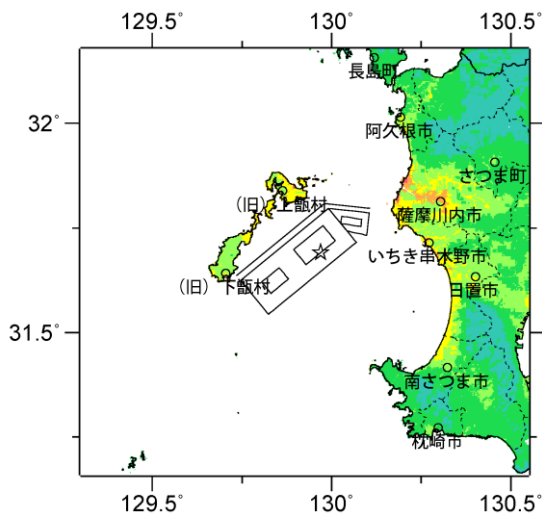 129.5° 130° 130.5°
長島町
32°
阿久根市
さつま町
（旧）上甑村
薩摩川内市
いちき串木野市
（旧）下甑村
日置市
31.5°
南さつま市
枕崎市
129.5° 130° 130.5°